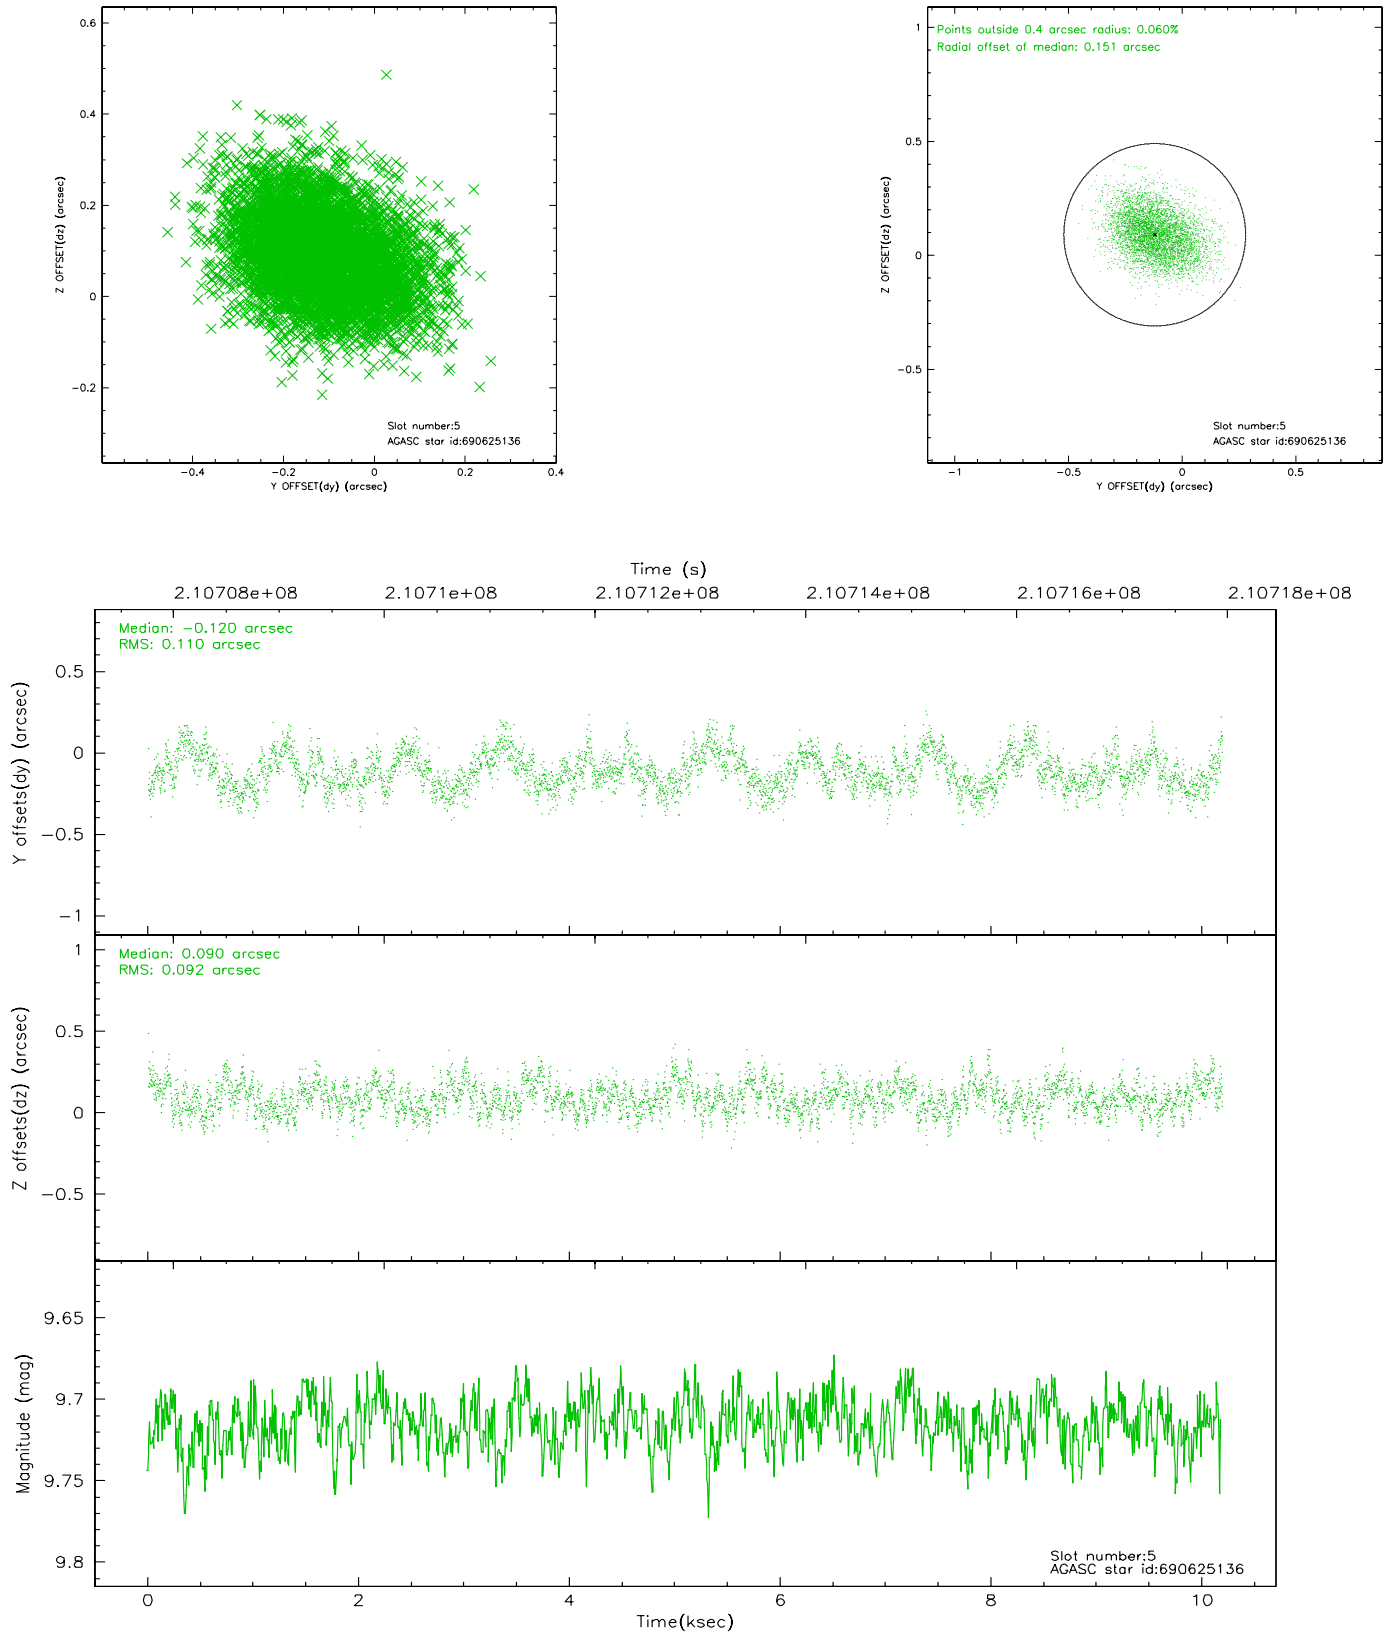 0.6
0.4
0.2
0
−0.2
Z OFFSET(dz) (arcsec)
Slot number:5
AGASC star id:690625136
−0.4
−0.2
0
0.2
0.4
Y OFFSET(dy) (arcsec)
Points outside 0.4 arcsec radius: 0.060%
Radial offset of median: 0.151 arcsec
1
0.5
0
−0.5
Z OFFSET(dz) (arcsec)
Slot number:5
AGASC star id:690625136
−1
−0.5
0
0.5
Y OFFSET(dy) (arcsec)
Time (s)
2.10708e+08
2.1071e+08
2.10712e+08
2.10714e+08
2.10716e+08
2.10718e+08
Median: −0.120 arcsec
RMS: 0.110 arcsec
0.5
0
−0.5
−1
Y offsets(dy) (arcsec)
Median: 0.090 arcsec
RMS: 0.092 arcsec
1
0.5
0
−0.5
Z offsets(dz) (arcsec)
9.65
9.7
9.75
9.8
Magnitude (mag)
Slot number:5
AGASC star id:690625136
0
2
4
6
8
10
Time(ksec)